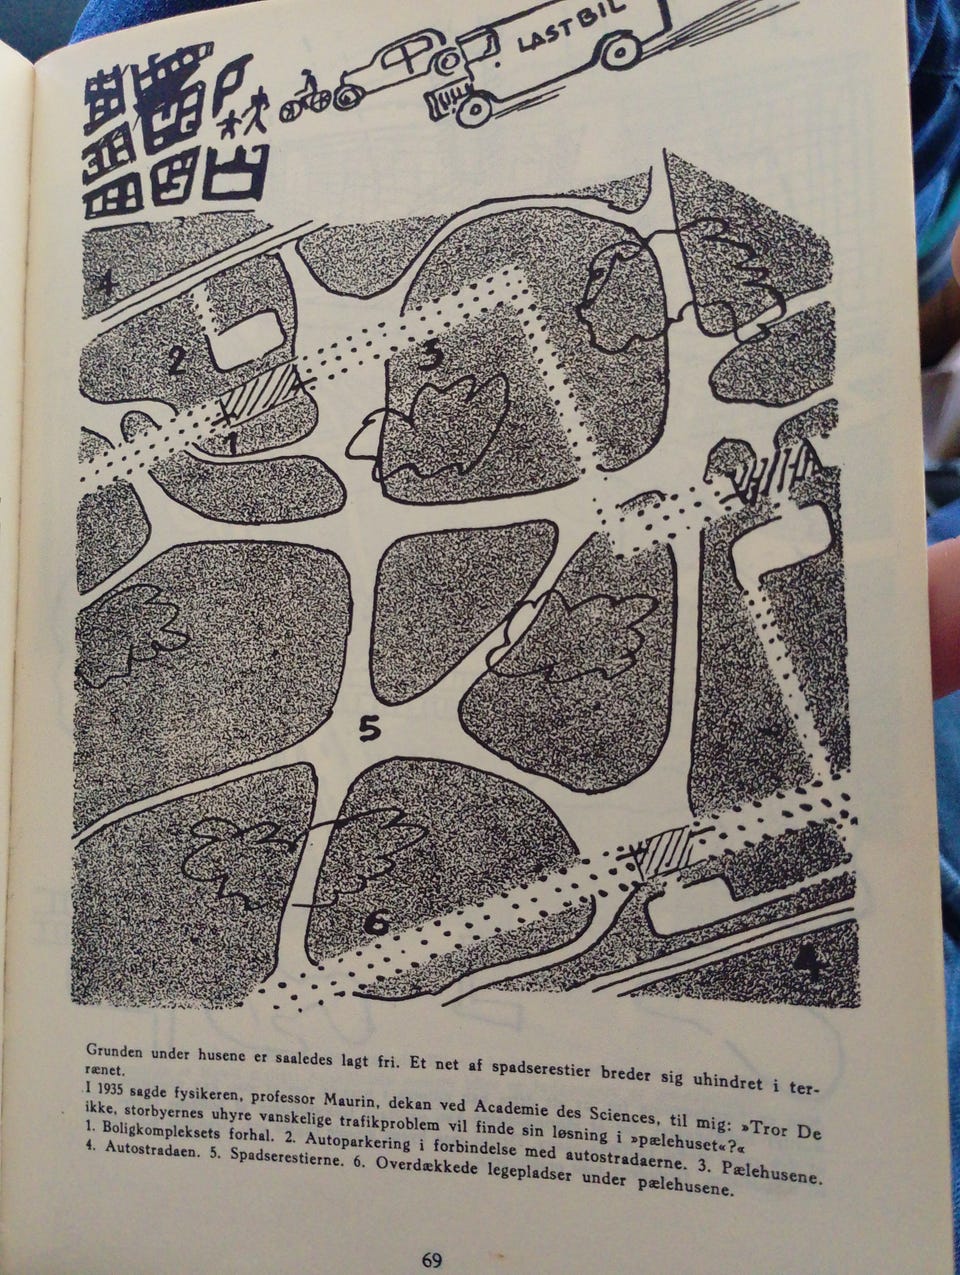 LAST BIL
4
2
3
1
5
6
4
Grunden under husene er saaledes lagt fri. Et net af spadserestier breder sig uhindret i ter-
rænet.
I 1935 sagde fysikeren, professor Maurin, dekan ved Academie des Sciences, til mig: »Tror De
ikke, storbyernes uhyre vanskelige trafikproblem vil finde sin løsning i »pælehuset«?«
1. Boligkompleksets forhal. 2. Autoparkering i forbindelse med autostradaerne. 3. Pælehusene.
4. Autostradaen. 5. Spadserestierne. 6. Overdækkede legepladser under pælehusene.
69